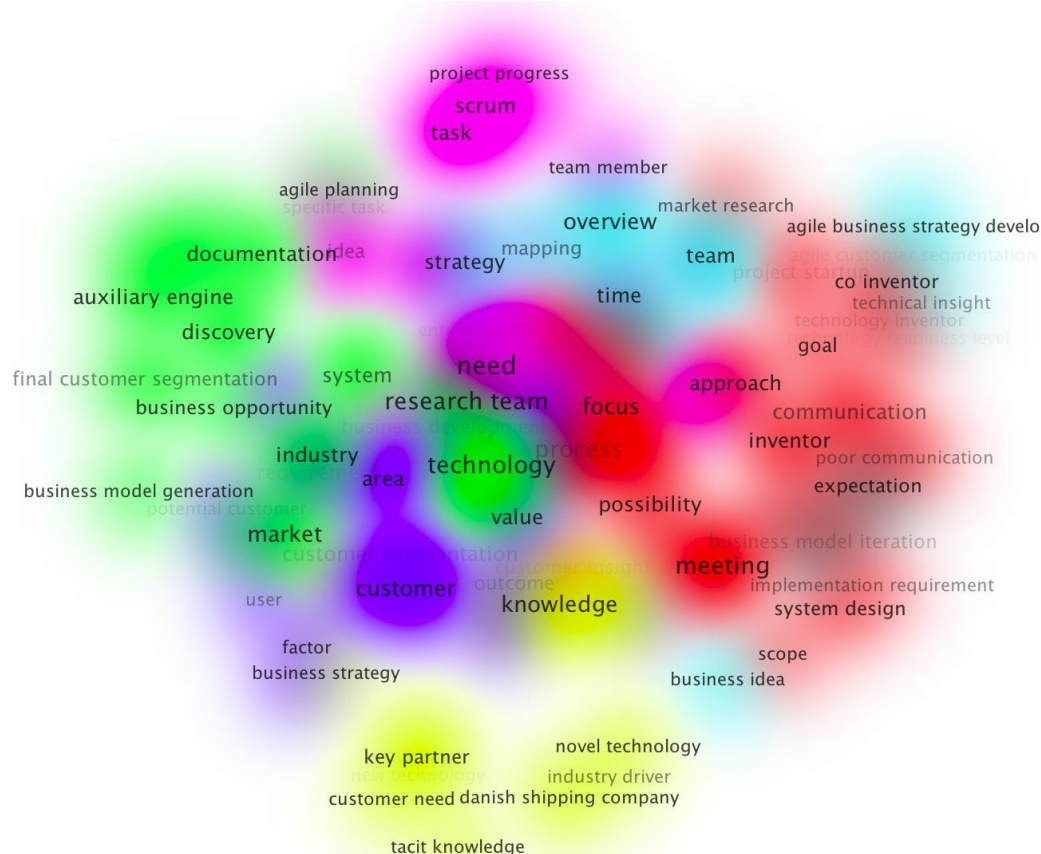 project progress
scrum
task
team member
agile planning
market research
specific task
overview
agile business strategy develo
mapping
idea
documentation
team
agile customer segmentation
strategy
project startup
co inventor
auxiliary engine
time
technical insight
technology inventor
discovery
technology readiness level
goal
need
system
final customer segmentation
approach
research team
business opportunity
focus
communication
business development
inventor
process
industry
poor communication
technology
area
expectation
business model generation
possibility
potential customer
value
market
business model iteration
customer segmentation
meeting
customer insight
outcome
implementation requirement
customer
user
knowledge
system design
factor
scope
business strategy
business idea
novel technology
key partner
new technology
industry driver
customer need
danish shipping company
tacit knowledge